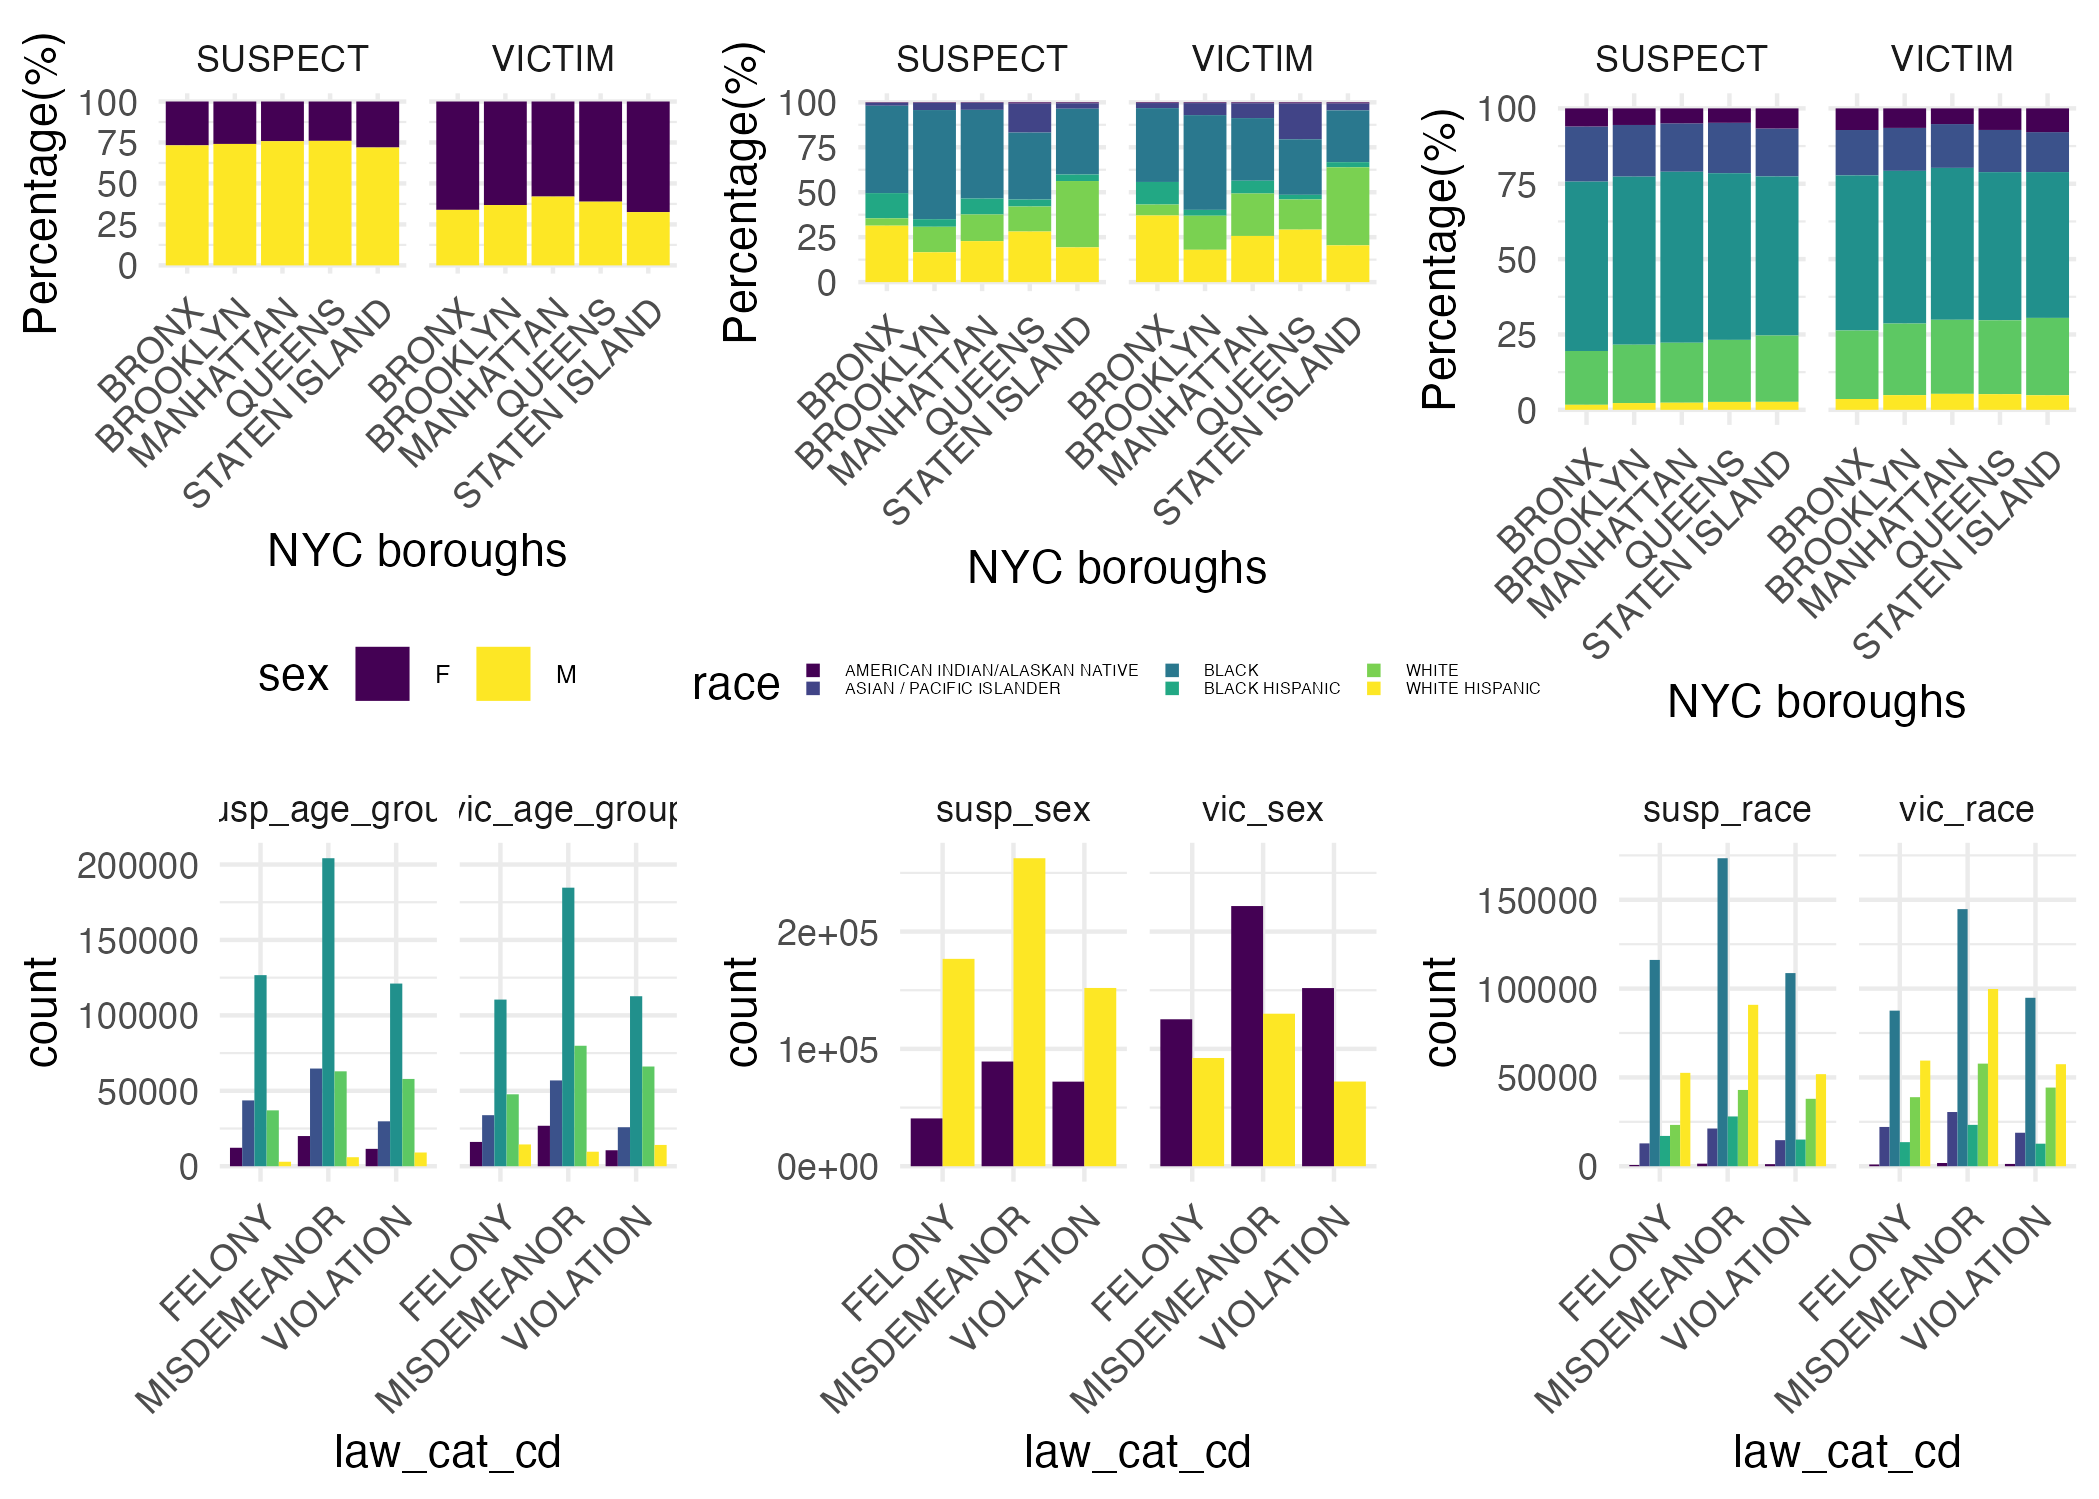 SUSPECT VICTIM
Percentage(%)
100
75
50
25
0
BRONX
BROOKLYN
MANHATTAN
QUEENS
STATEN ISLAND
BRONX
BROOKLYN
MANHATTAN
QUEENS
STATEN ISLAND
NYC boroughs
sex F M
SUSPECT VICTIM
Percentage(%)
100
75
50
25
0
BRONX
BROOKLYN
MANHATTAN
QUEENS
STATEN ISLAND
BRONX
BROOKLYN
MANHATTAN
QUEENS
STATEN ISLAND
NYC boroughs
race
AMERICAN INDIAN/ALASKAN NATIVE BLACK WHITE
ASIAN / PACIFIC ISLANDER BLACK HISPANIC WHITE HISPANIC
SUSPECT VICTIM
Percentage(%)
100
75
50
25
0
BRONX
BROOKLYN
MANHATTAN
QUEENS
STATEN ISLAND
BRONX
BROOKLYN
MANHATTAN
QUEENS
STATEN ISLAND
NYC boroughs
usp_age_grou vic_age_group
count
200000
150000
100000
50000
0
FELONY
MISDEMEANOR
VIOLATION
FELONY
MISDEMEANOR
VIOLATION
law_cat_cd
susp_sex vic_sex
count
2e+05
1e+05
0e+00
FELONY
MISDEMEANOR
VIOLATION
FELONY
MISDEMEANOR
VIOLATION
law_cat_cd
susp_race vic_race
count
150000
100000
50000
0
FELONY
MISDEMEANOR
VIOLATION
FELONY
MISDEMEANOR
VIOLATION
law_cat_cd